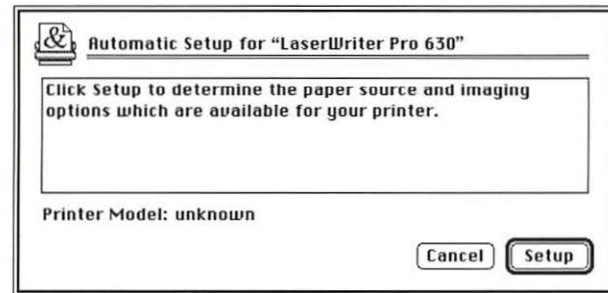 &
Automatic Setup for “LaserWriter Pro 630”
Click Setup to determine the paper source and imaging
options which are available for your printer.
Printer Model: unknown
Cancel Setup